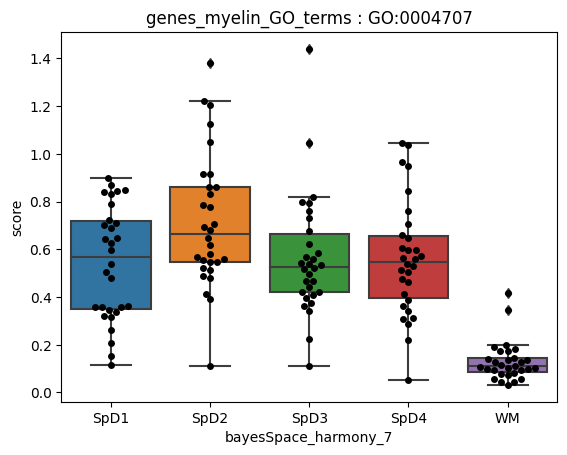 genes_myelin_GO_terms : GO:0004707
score
1.4
1.2
1.0
0.8
0.6
0.4
0.2
0.0
SpD1 SpD2 SpD3 SpD4 WM
bayesSpace_harmony_7